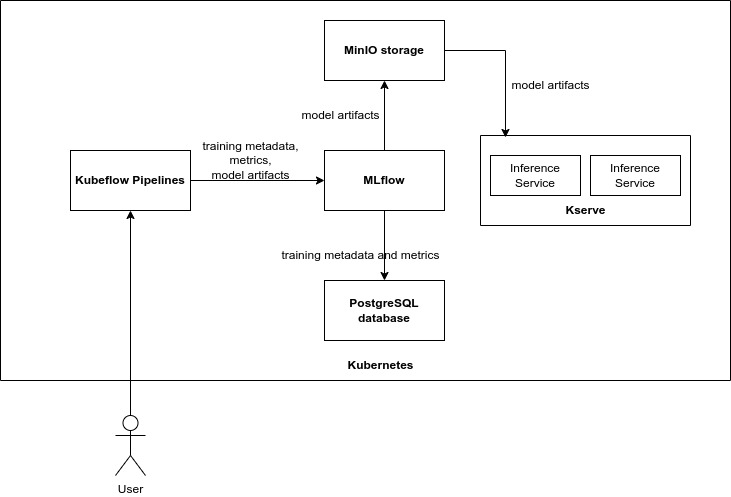 MinIO storage
model artifacts
model artifacts
training metadata,
metrics,
model artifacts
Kubeflow Pipelines
MLflow
Inference
Service
Inference
Service
Kserve
training metadata and metrics
PostgreSQL
database
Kubernetes
User